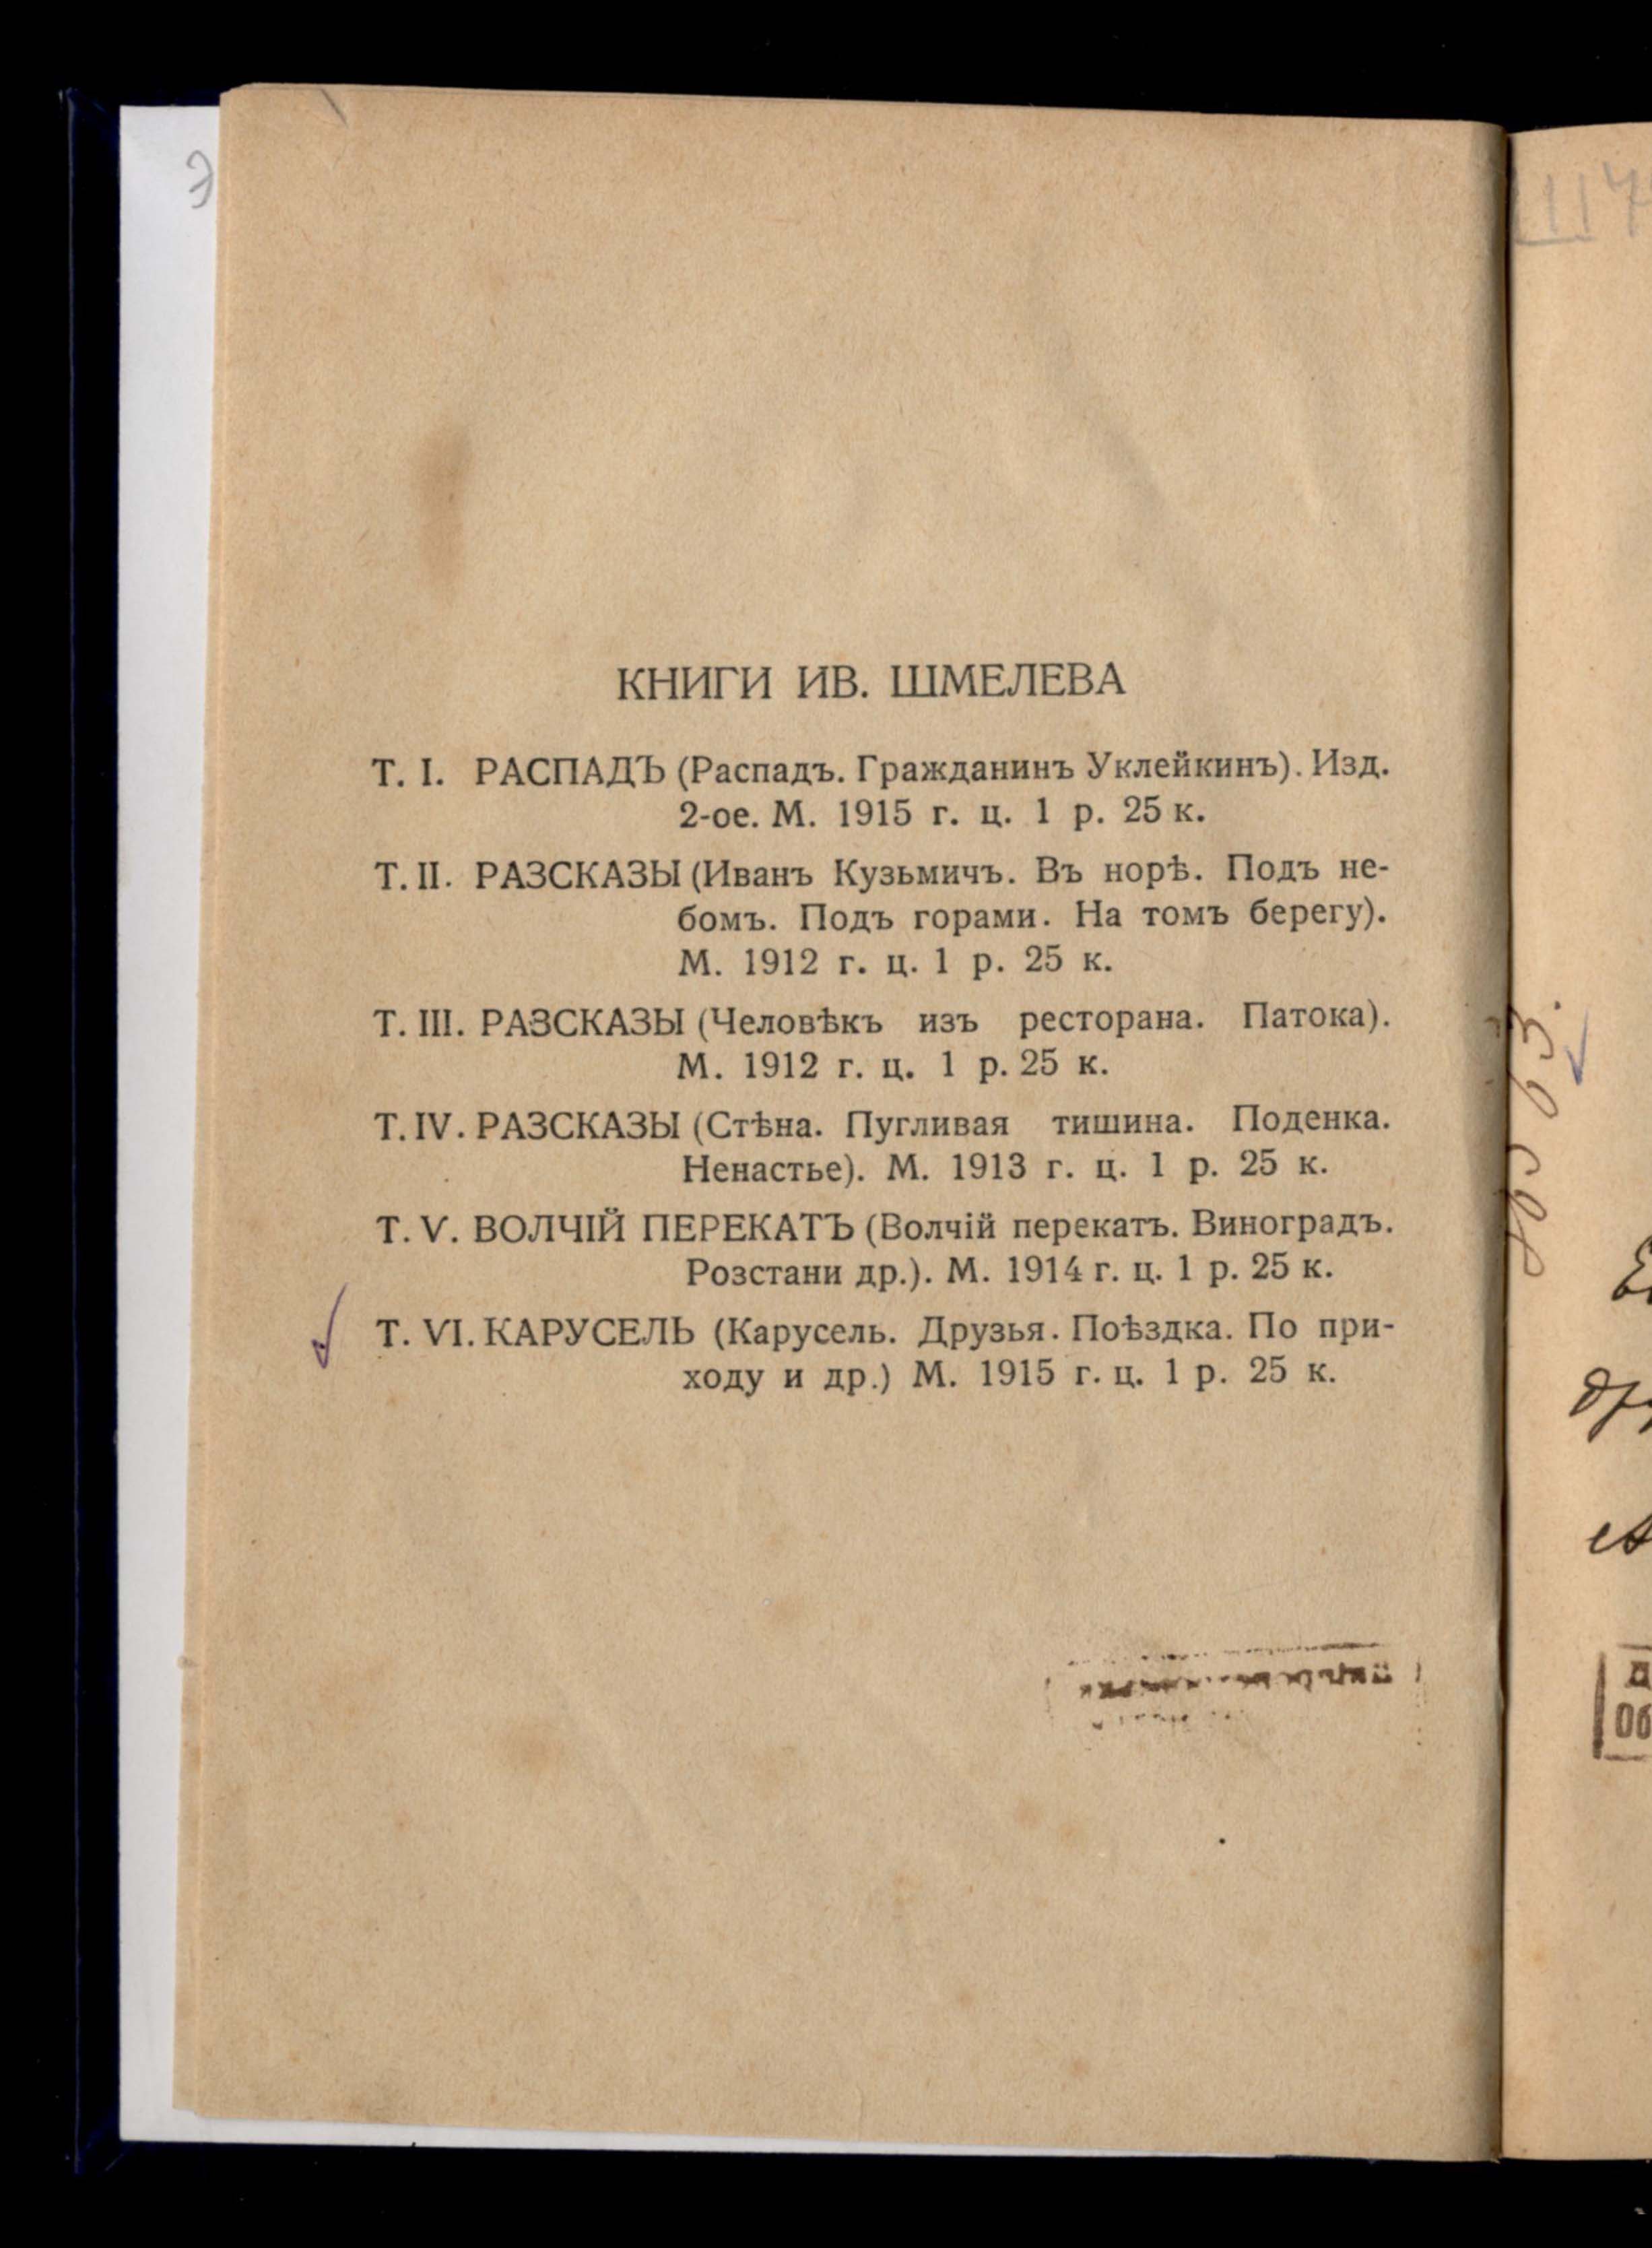 КНИГИ ИВ. ШМЕЛЕВА
Т. I. РАСПАДЪ (Распадъ. Гражданинъ Уклейкинъ). Изд.
2-ое. М. 1915 г. ц. 1 р. 25 к.
Т. II. РАЗСКАЗЫ (Иванъ Кузьмичъ. Въ норѣ. Подъ не-
бомъ. Подъ горами. На томъ берегу).
М. 1912 г. ц. 1 р. 25 к.
Т. III. РАЗСКАЗЫ (Человѣкъ изъ ресторана. Патока).
М. 1912 г. ц. 1 р. 25 к.
Т. IV. РАЗСКАЗЫ (Стѣна. Пугливая тишина. Поденка.
Ненастье). М. 1913 г. ц. 1 р. 25 к.
Т. V. ВОЛЧІЙ ПЕРЕКАТЪ (Волчій перекатъ. Виноградъ.
Розстани др.). М. 1914 г. ц. 1 р. 25 к.
Т. VI. КАРУСЕЛЬ (Карусель. Друзья. Поѣздка. По при-
ходу и др.) М. 1915 г. ц. 1 р. 25 к.